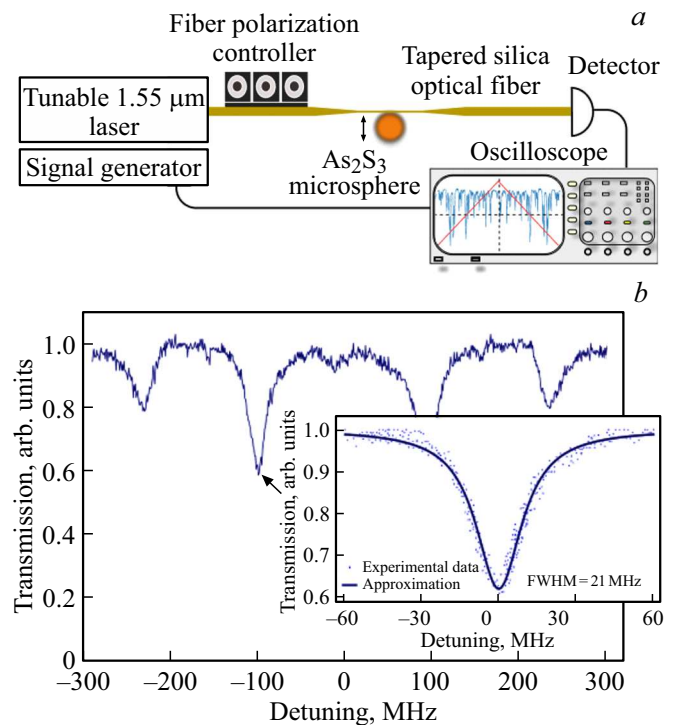 a
Fiber polarization
controller
Tapered silica
optical fiber
Detector
Tunable 1.55 μm
laser
Signal generator
As2S3
microsphere
Oscilloscope
b
Transmission, arb. units
1.0
0.8
0.6
0.4
0.2
0
−300
−200
−100
0
100
200
300
Detuning, MHz
Transmission, arb. units
1.0
0.9
0.8
0.7
0.6
Experimental data
Approximation
FWHM = 21 MHz
−60
−30
0
30
60
Detuning, MHz